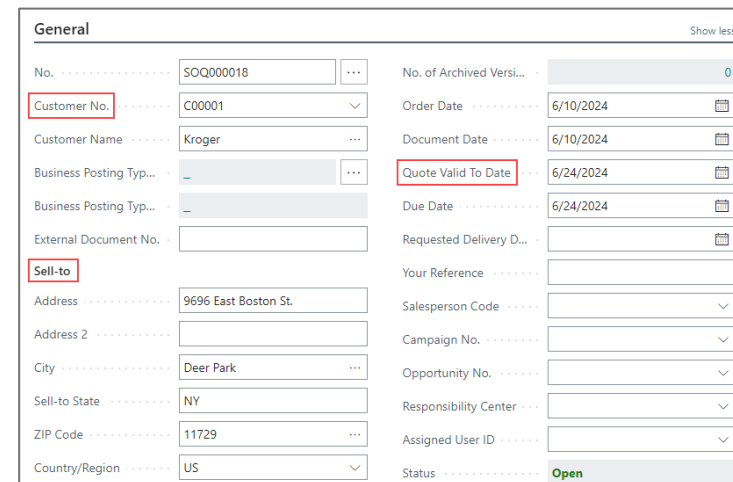 General
Show less
No.
SOQ000018
Customer No.
C00001
Customer Name
Kroger
Business Posting Typ...
_
Business Posting Typ...
_
External Document No.
Sell-to
Address
9696 East Boston St.
Address 2
City
Deer Park
Sell-to State
NY
ZIP Code
11729
Country/Region
US
No. of Archived Versi...
0
Order Date
6/10/2024
Document Date
6/10/2024
Quote Valid To Date
6/24/2024
Due Date
6/24/2024
Requested Delivery D...
Your Reference
Salesperson Code
Campaign No.
Opportunity No.
Responsibility Center
Assigned User ID
Status
Open